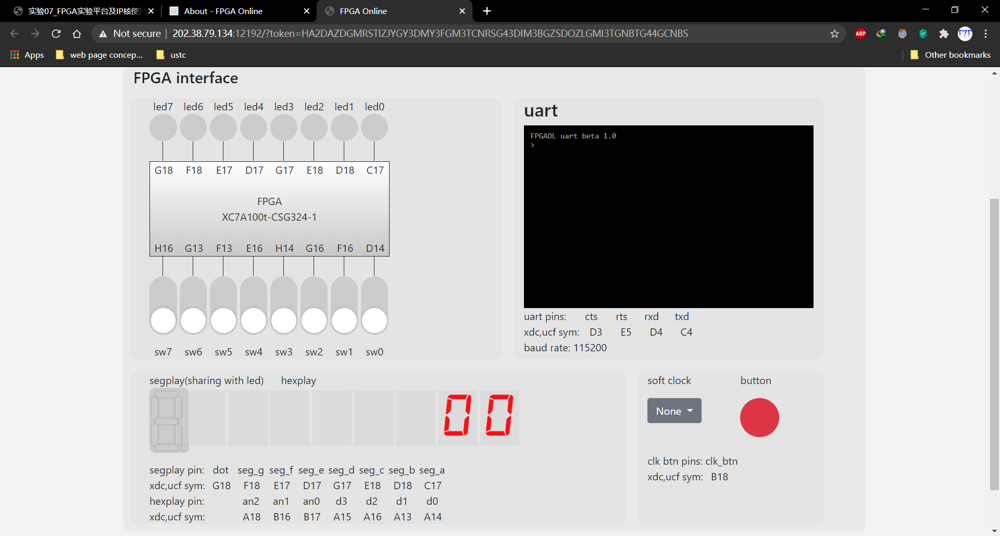 实验07_FPGA实验平台及IP核使 About - FPGA Online FPGA Online
Not secure 202.38.79.134:12192/?token=HA2DAZDGMRSTIZJYGY3DMY3FGM3TCNRSG43DIM3BGZSDOZLGMI3TGNBTG44GCNBS ABP FZF
Apps web page concep... ustc Other bookmarks
FPGA interface
led7 led6 led5 led4 led3 led2 led1 led0
G18 F18 E17 D17 G17 E18 D18 C17
FPGA
XC7A100t-CSG324-1
H16 G13 F13 E16 H14 G16 F16 D14
sw7 sw6 sw5 sw4 sw3 sw2 sw1 sw0
uart
FPGAOL uart beta 1.0
>
uart pins: cts rts rxd txd
xdc,ucf sym: D3 E5 D4 C4
baud rate: 115200
segplay(sharing with led) hexplay
0 0
segplay pin: dot seg_g seg_f seg_e seg_d seg_c seg_b seg_a
xdc,ucf sym: G18 F18 E17 D17 G17 E18 D18 C17
hexplay pin: an2 an1 an0 d3 d2 d1 d0
xdc,ucf sym: A18 B16 B17 A15 A16 A13 A14
soft clock button
None
clk btn pins: clk_btn
xdc,ucf sym: B18